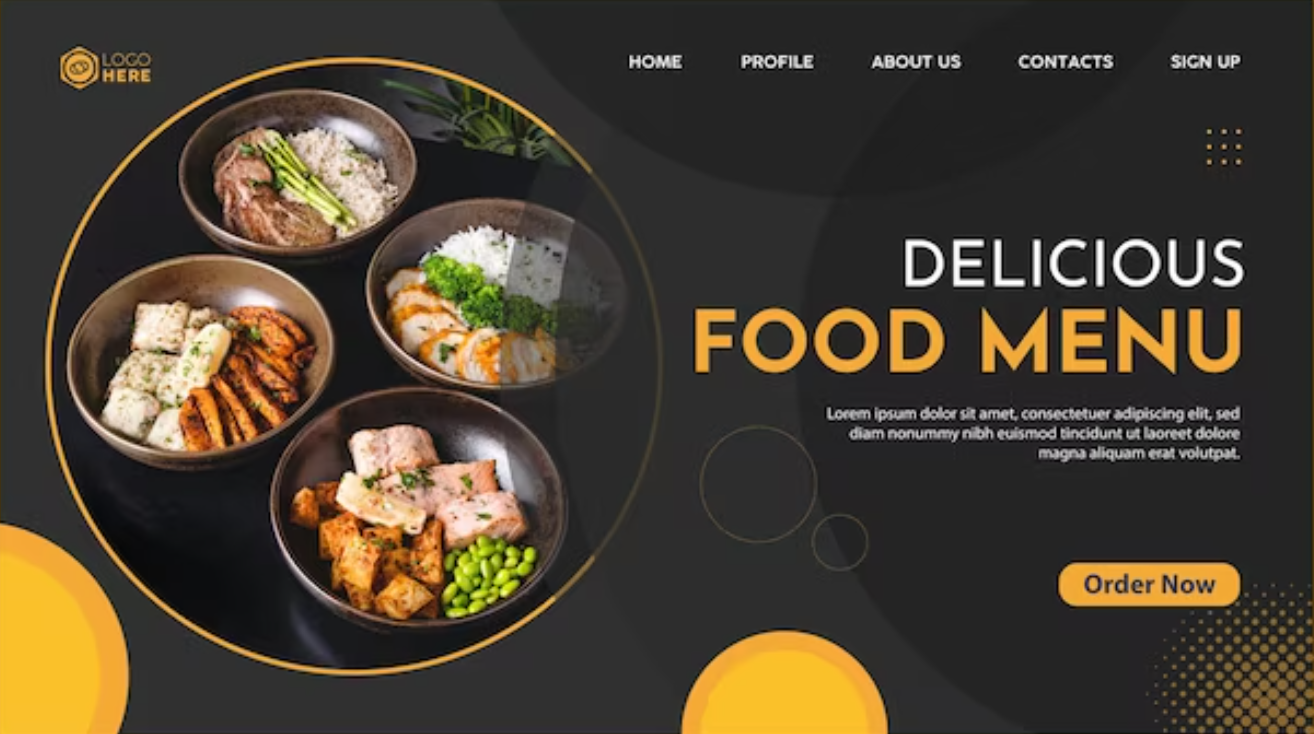 LOGO
HERE
HOME PROFILE ABOUT US CONTACTS SIGN UP
DELICIOUS
FOOD MENU
Lorem ipsum dolor sit amet, consectetuer adipiscing elit, sed
diam nonummy nibh euismod tincidunt ut laoreet dolore
magna aliquam erat volutpat.
Order Now